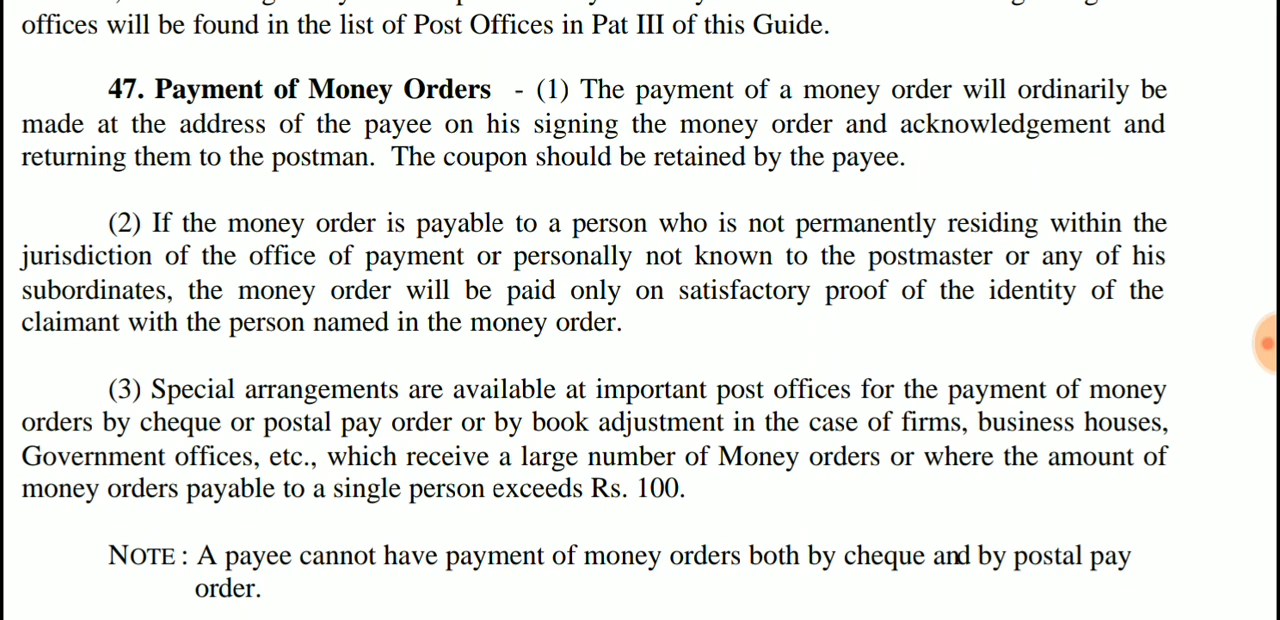 offices will be found in the list of Post Offices in Pat III of this Guide.
47. Payment of Money Orders - (1) The payment of a money order will ordinarily be
made at the address of the payee on his signing the money order and acknowledgement and
returning them to the postman. The coupon should be retained by the payee.
(2) If the money order is payable to a person who is not permanently residing within the
jurisdiction of the office of payment or personally not known to the postmaster or any of his
subordinates, the money order will be paid only on satisfactory proof of the identity of the
claimant with the person named in the money order.
(3) Special arrangements are available at important post offices for the payment of money
orders by cheque or postal pay order or by book adjustment in the case of firms, business houses,
Government offices, etc., which receive a large number of Money orders or where the amount of
money orders payable to a single person exceeds Rs. 100.
NOTE : A payee cannot have payment of money orders both by cheque and by postal pay
order.